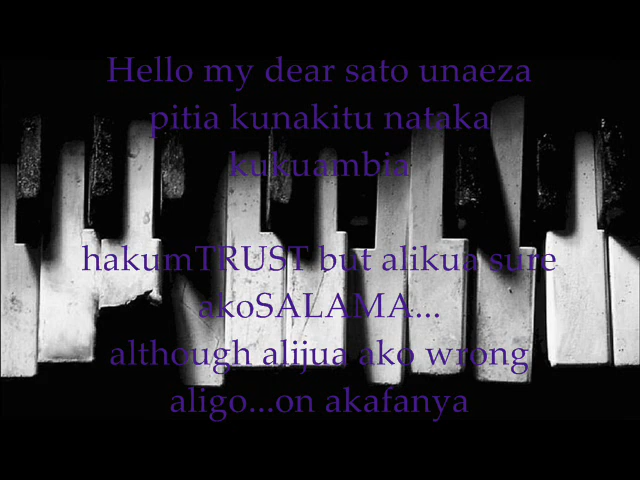 Hello my dear sato unaeza
pitia kunakitu nataka
kukuambia
hakumTRUST but alikua sure
akoSALAMA...
although alijua ako wrong
aligo...on akafanya